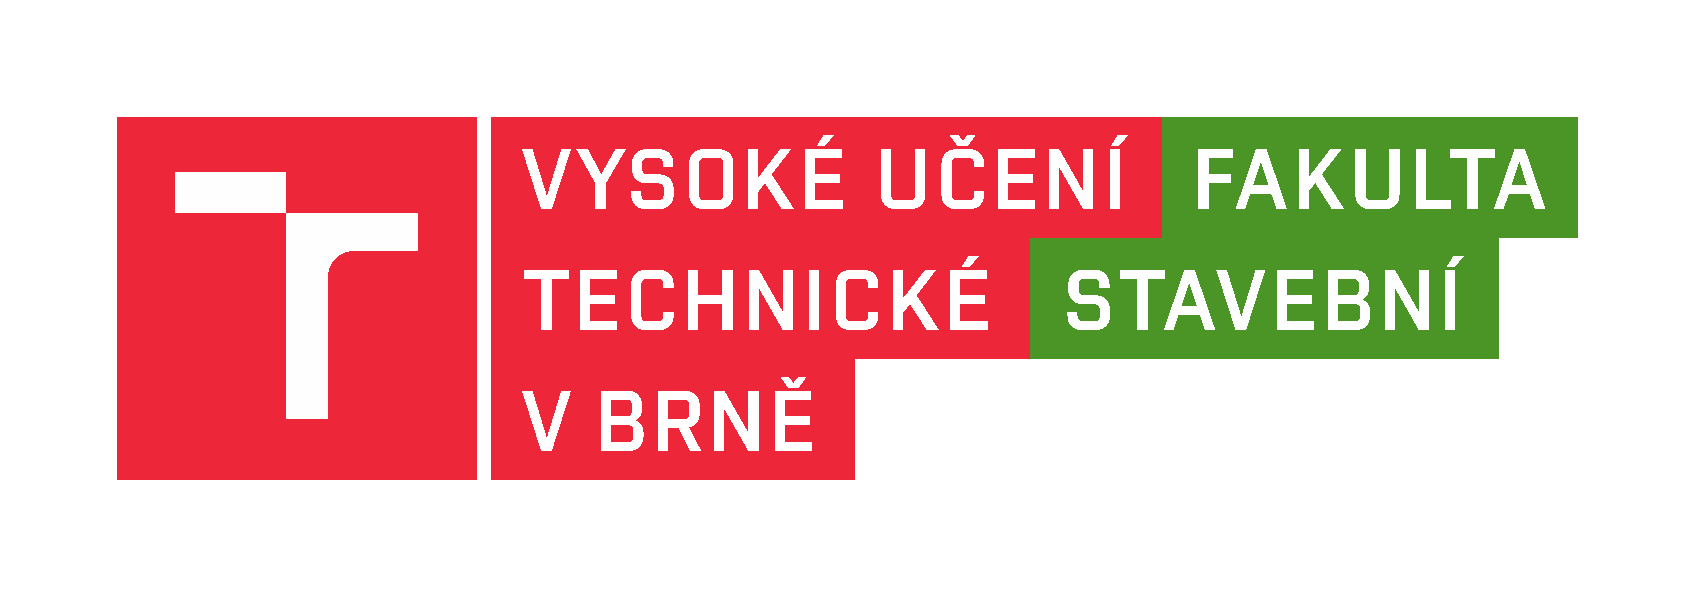 VYSOKÉ UČENÍ FAKULTA
TECHNICKÉ STAVEBNÍ
V BRNĚ